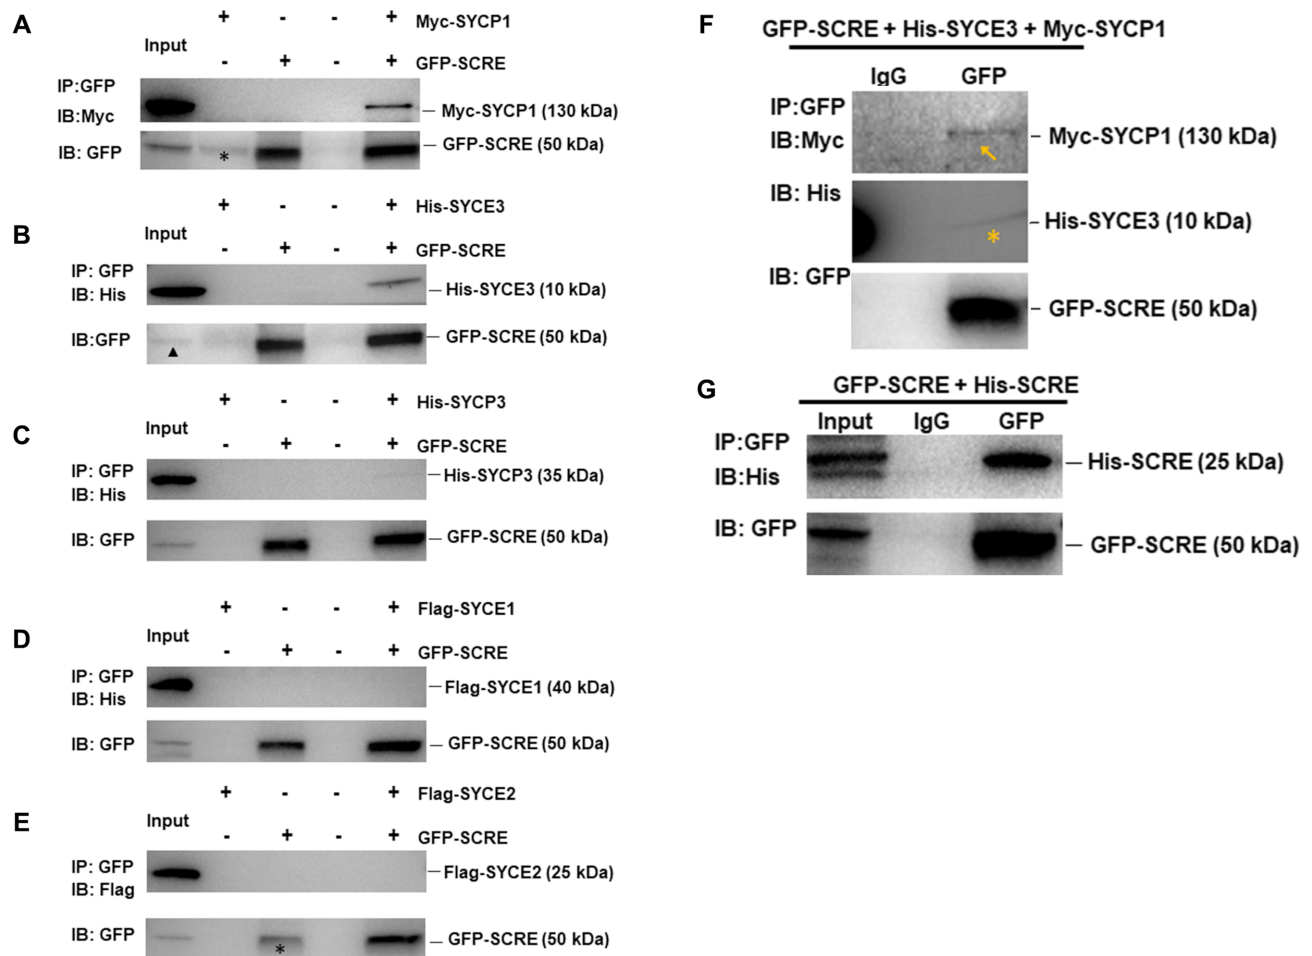 A
+ - - + Myc-SYCP1
Input
- + - + GFP-SCRE
IP:GFP
IB:Myc
Myc-SYCP1 (130 kDa)
IB: GFP
*
GFP-SCRE (50 kDa)
B
+ - - + His-SYCE3
Input
- + - + GFP-SCRE
IP: GFP
IB: His
His-SYCE3 (10 kDa)
IB:GFP
GFP-SCRE (50 kDa)
C
+ - - + His-SYCP3
Input
- + - + GFP-SCRE
IP: GFP
IB: His
His-SYCP3 (35 kDa)
IB: GFP
GFP-SCRE (50 kDa)
D
+ - - + Flag-SYCE1
Input
- + - + GFP-SCRE
IP: GFP
IB: His
Flag-SYCE1 (40 kDa)
IB: GFP
GFP-SCRE (50 kDa)
E
+ - - + Flag-SYCE2
Input
- + - + GFP-SCRE
IP: GFP
IB: Flag
Flag-SYCE2 (25 kDa)
IB: GFP
*
GFP-SCRE (50 kDa)
F
GFP-SCRE + His-SYCE3 + Myc-SYCP1
IgG GFP
IP:GFP
IB:Myc
Myc-SYCP1 (130 kDa)
IB: His
His-SYCE3 (10 kDa)
*
IB: GFP
GFP-SCRE (50 kDa)
G
GFP-SCRE + His-SCRE
Input IgG GFP
IP:GFP
IB:His
His-SCRE (25 kDa)
IB: GFP
GFP-SCRE (50 kDa)